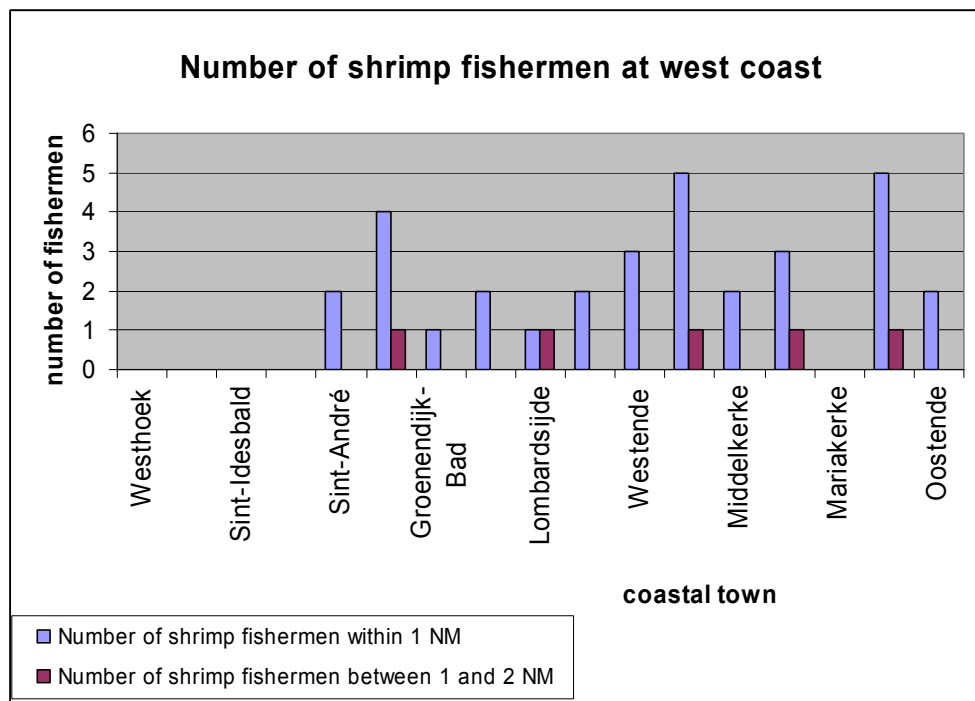 Number of shrimp fishermen at west coast
number of fishermen
6
5
4
3
2
1
0
Westhoek
Sint-Idesbald
Sint-André
Groenendijk-
Bad
Lombardsijde
Westende
Middelkerke
Mariakerke
Oostende
coastal town
Number of shrimp fishermen within 1 NM
Number of shrimp fishermen between 1 and 2 NM